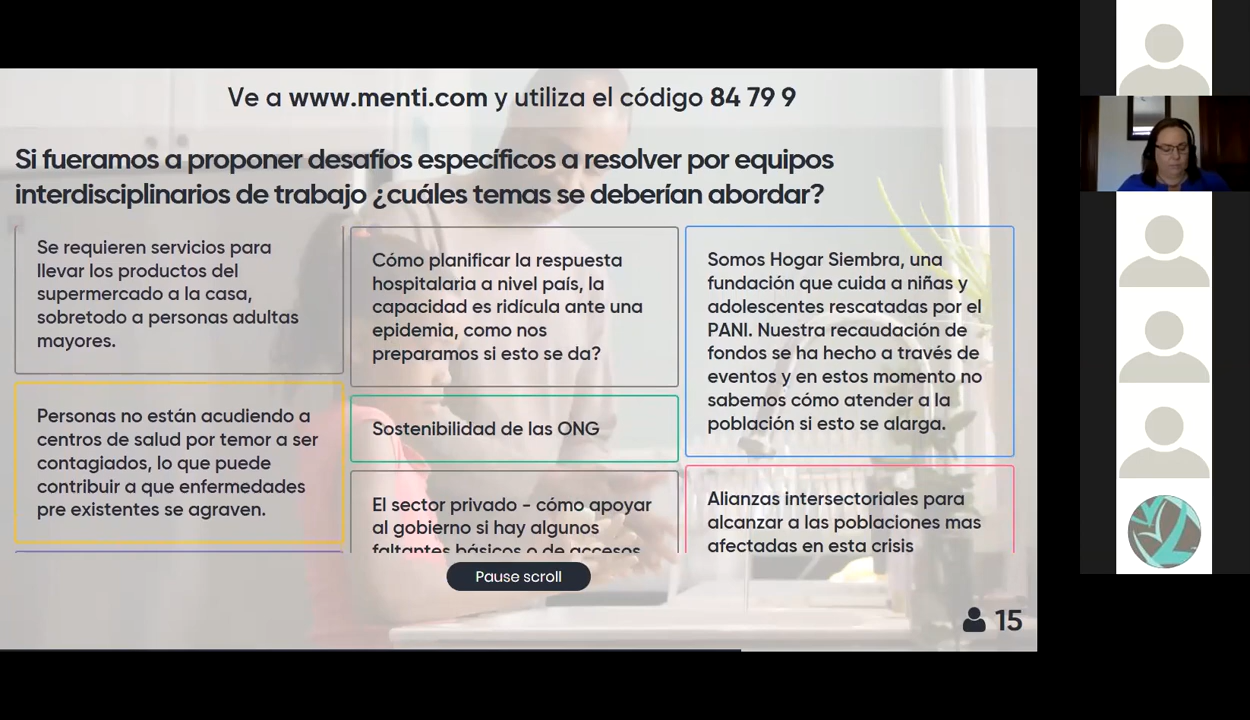 Ve a www.menti.com y utiliza el código 84 79 9
Si fueramos a proponer desafíos específicos a resolver por equipos
interdisciplinarios de trabajo ¿cuáles temas se deberían abordar?
Se requieren servicios para
llevar los productos del
supermercado a la casa,
sobretodo a personas adultas
mayores.
Personas no están acudiendo a
centros de salud por temor a ser
contagiados, lo que puede
contribuir a que enfermedades
pre existentes se agraven.
Cómo planificar la respuesta
hospitalaria a nivel país, la
capacidad es ridícula ante una
epidemia, como nos
preparamos si esto se da?
Sostenibilidad de las ONG
El sector privado - cómo apoyar
al gobierno si hay algunos
faltantes básicos o de accesos
Somos Hogar Siembra, una
fundación que cuida a niñas y
adolescentes rescatadas por el
PANI. Nuestra recaudación de
fondos se ha hecho a través de
eventos y en estos momento no
sabemos cómo atender a la
población si esto se alarga.
Alianzas intersectoriales para
alcanzar a las poblaciones mas
afectadas en esta crisis
Pause scroll
15